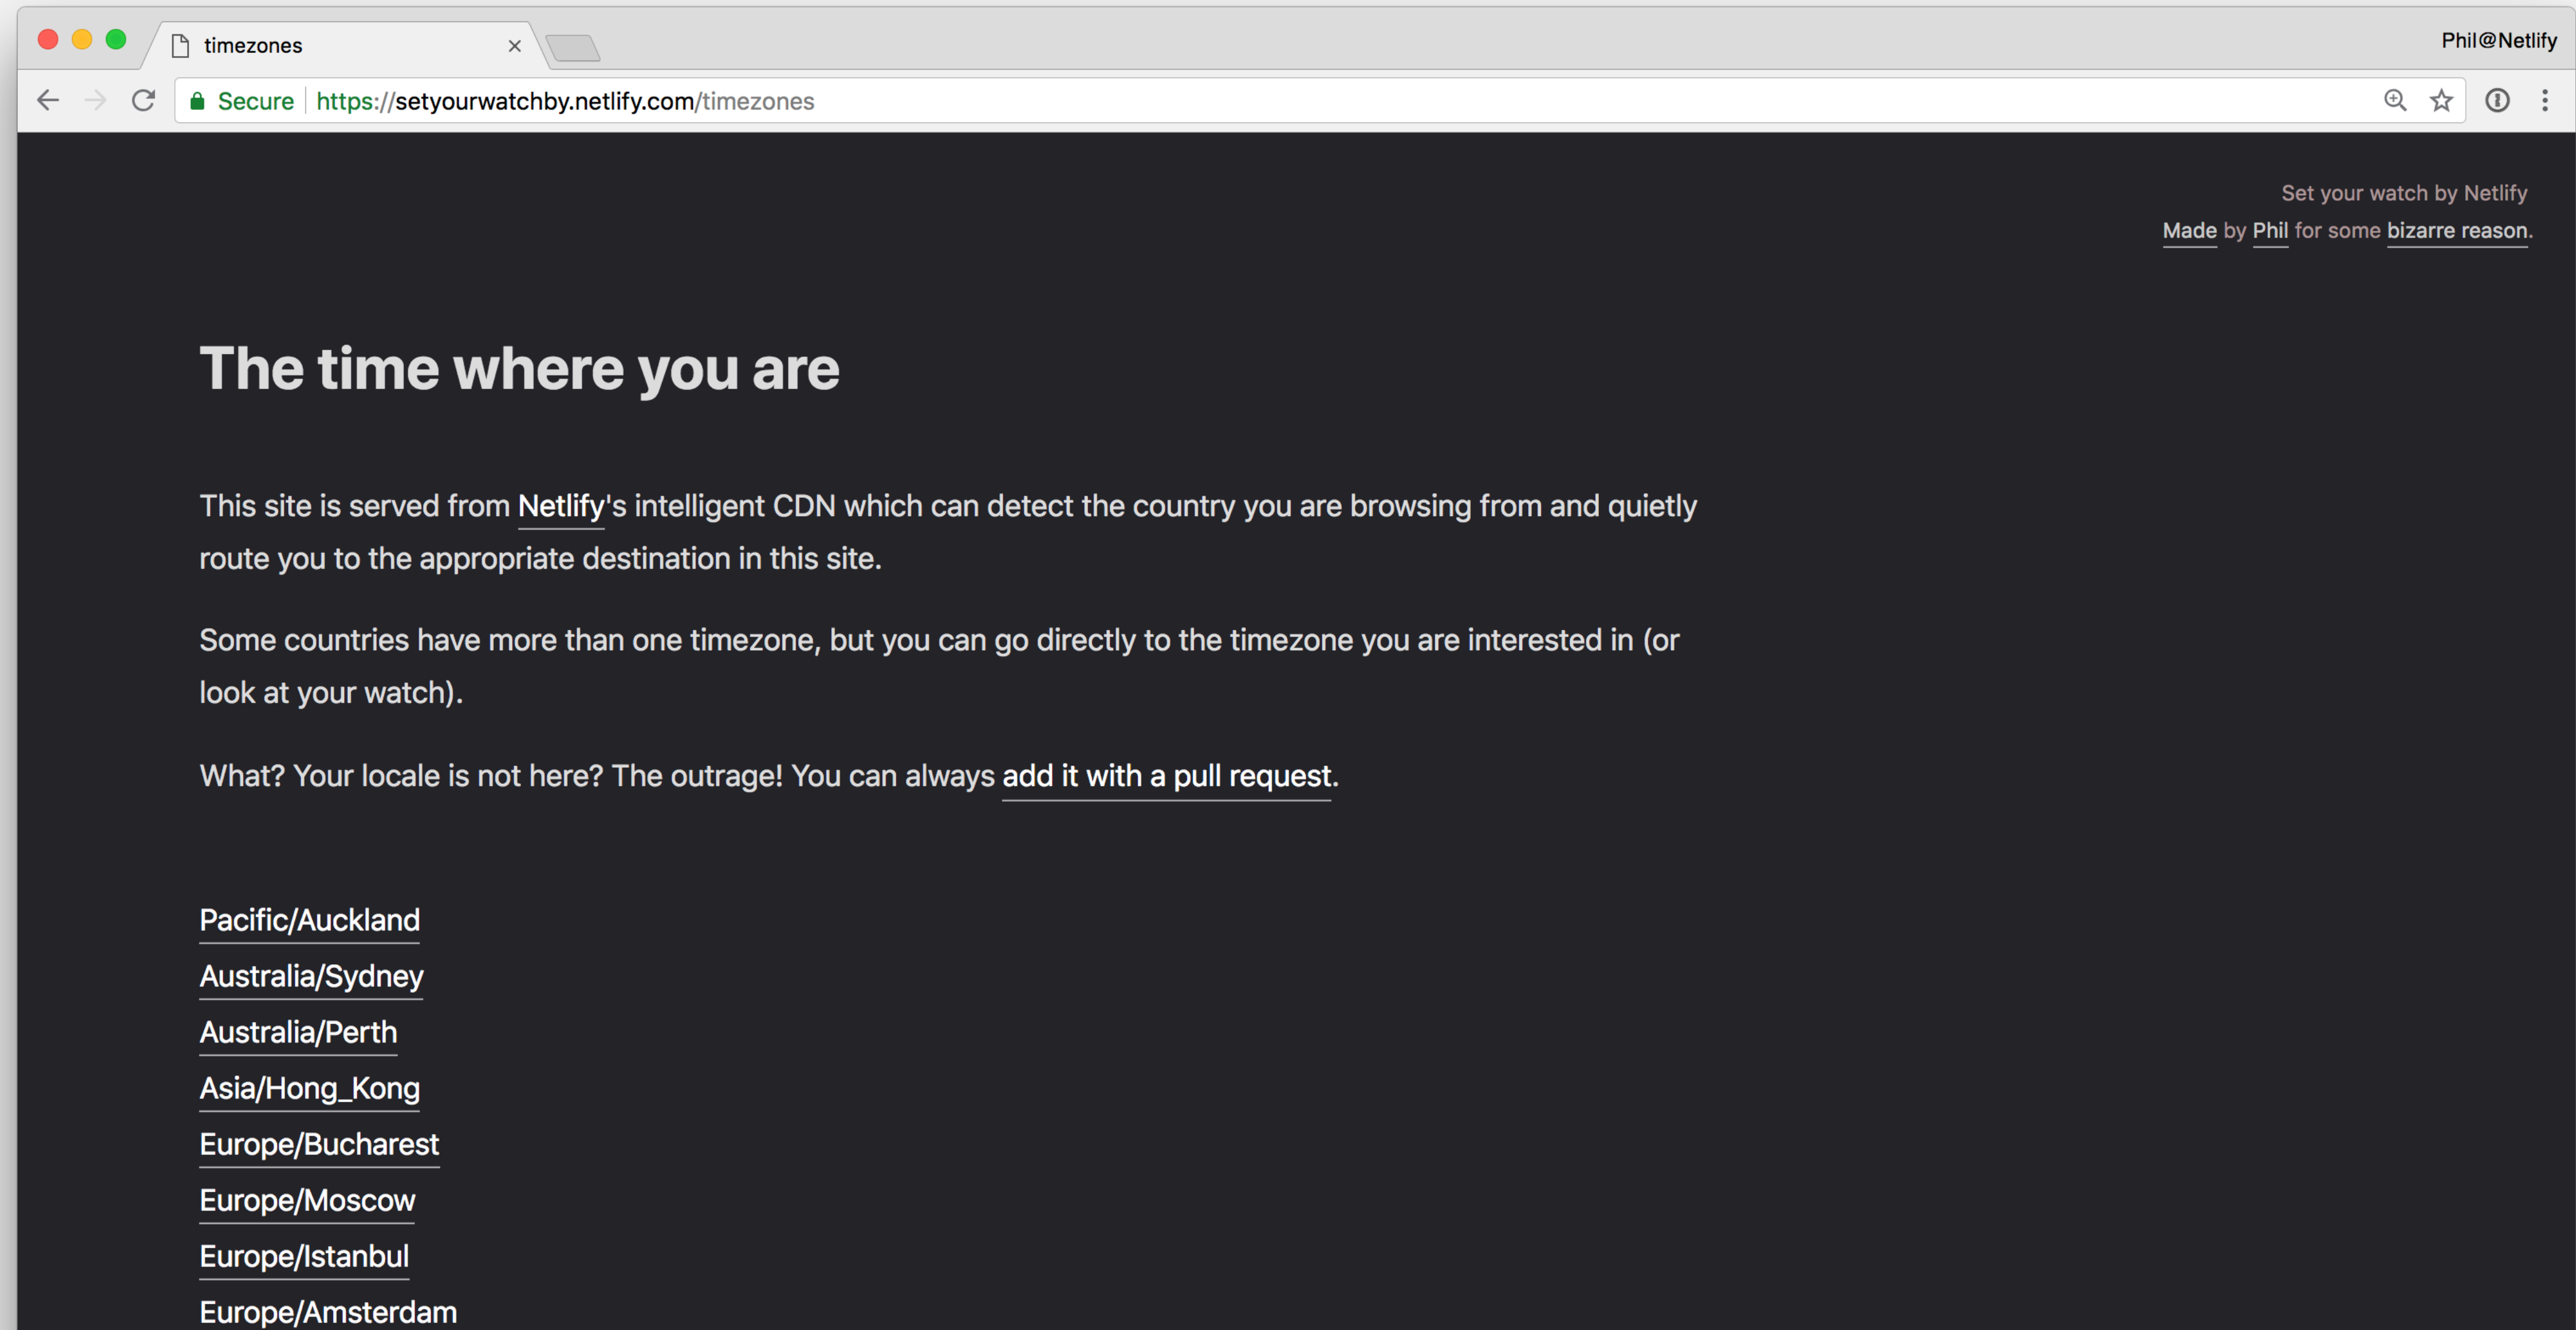 timezones
Phil@Netlify
Secure https://setyourwatchby.netlify.com/timezones
Set your watch by Netlify
Made by Phil for some bizarre reason.
The time where you are
This site is served from Netlify's intelligent CDN which can detect the country you are browsing from and quietly
route you to the appropriate destination in this site.
Some countries have more than one timezone, but you can go directly to the timezone you are interested in (or
look at your watch).
What? Your locale is not here? The outrage! You can always add it with a pull request.
Pacific/Auckland
Australia/Sydney
Australia/Perth
Asia/Hong_Kong
Europe/Bucharest
Europe/Moscow
Europe/Istanbul
Europe/Amsterdam